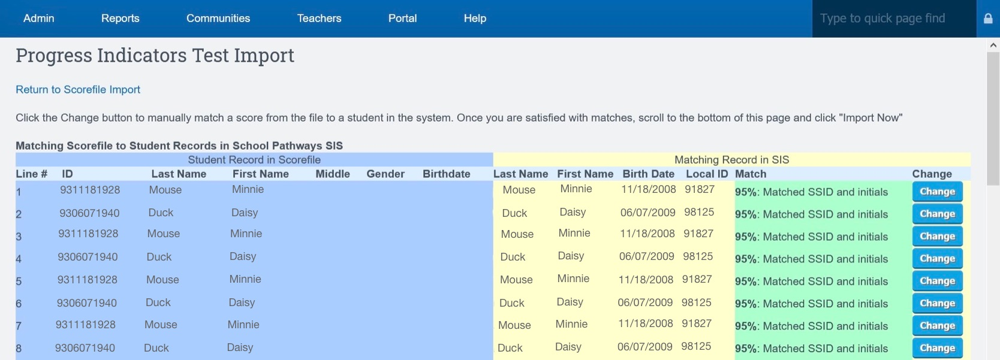 Admin Reports Communities Teachers Portal Help Type to quick page find
Progress Indicators Test Import
Return to Scorefile Import
Click the Change button to manually match a score from the file to a student in the system. Once you are satisfied with matches, scroll to the bottom of this page and click "Import Now"
Matching Scorefile to Student Records in School Pathways SIS
Student Record in Scorefile Matching Record in SIS
Line # ID Last Name First Name Middle Gender Birthdate Last Name First Name Birth Date Local ID Match Change
1 9311181928 Mouse Minnie Mouse Minnie 11/18/2008 91827 95%: Matched SSID and initials Change
2 9306071940 Duck Daisy Duck Daisy 06/07/2009 98125 95%: Matched SSID and initials Change
3 9311181928 Mouse Minnie Mouse Minnie 11/18/2008 91827 95%: Matched SSID and initials Change
4 9306071940 Duck Daisy Duck Daisy 06/07/2009 98125 95%: Matched SSID and initials Change
5 9311181928 Mouse Minnie Mouse Minnie 11/18/2008 91827 95%: Matched SSID and initials Change
6 9306071940 Duck Daisy Duck Daisy 06/07/2009 98125 95%: Matched SSID and initials Change
7 9311181928 Mouse Minnie Mouse Minnie 11/18/2008 91827 95%: Matched SSID and initials Change
8 9306071940 Duck Daisy Duck Daisy 06/07/2009 98125 95%: Matched SSID and initials Change